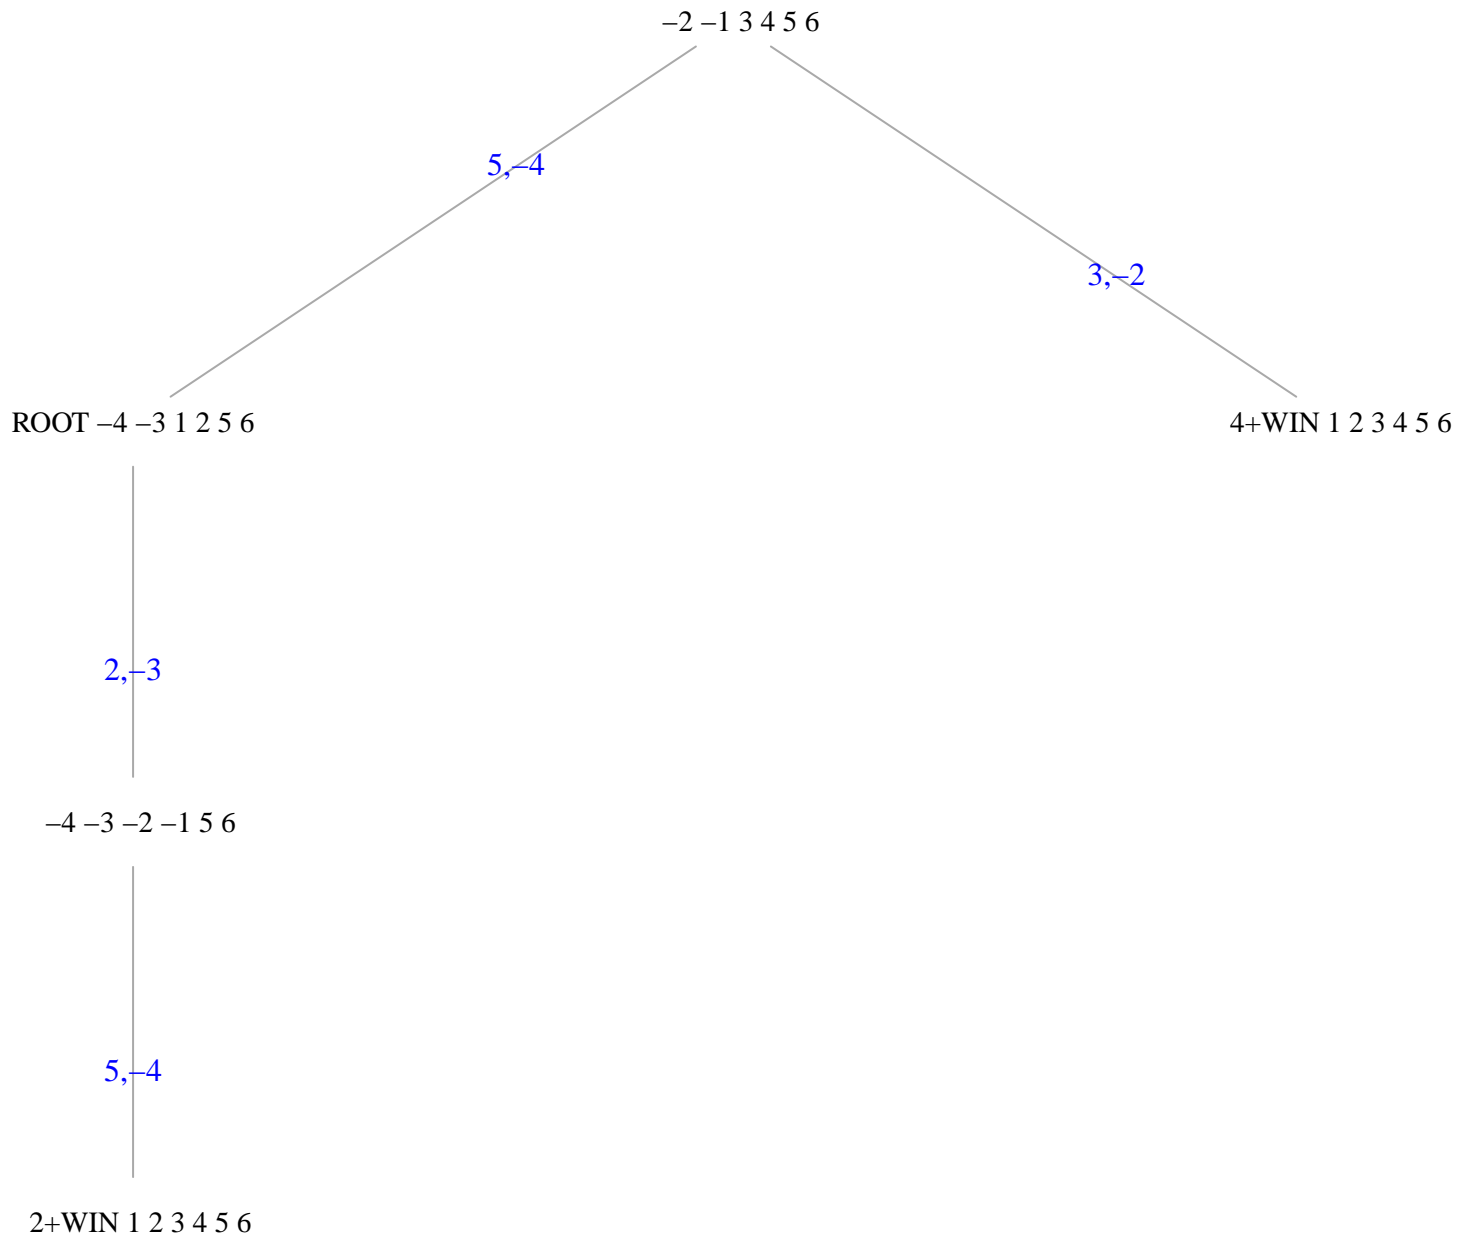 –2 –1 3 4 5 6
5,–4
3,–2
ROOT –4 –3 1 2 5 6
4+WIN 1 2 3 4 5 6
2,–3
–4 –3 –2 –1 5 6
5,–4
2+WIN 1 2 3 4 5 6